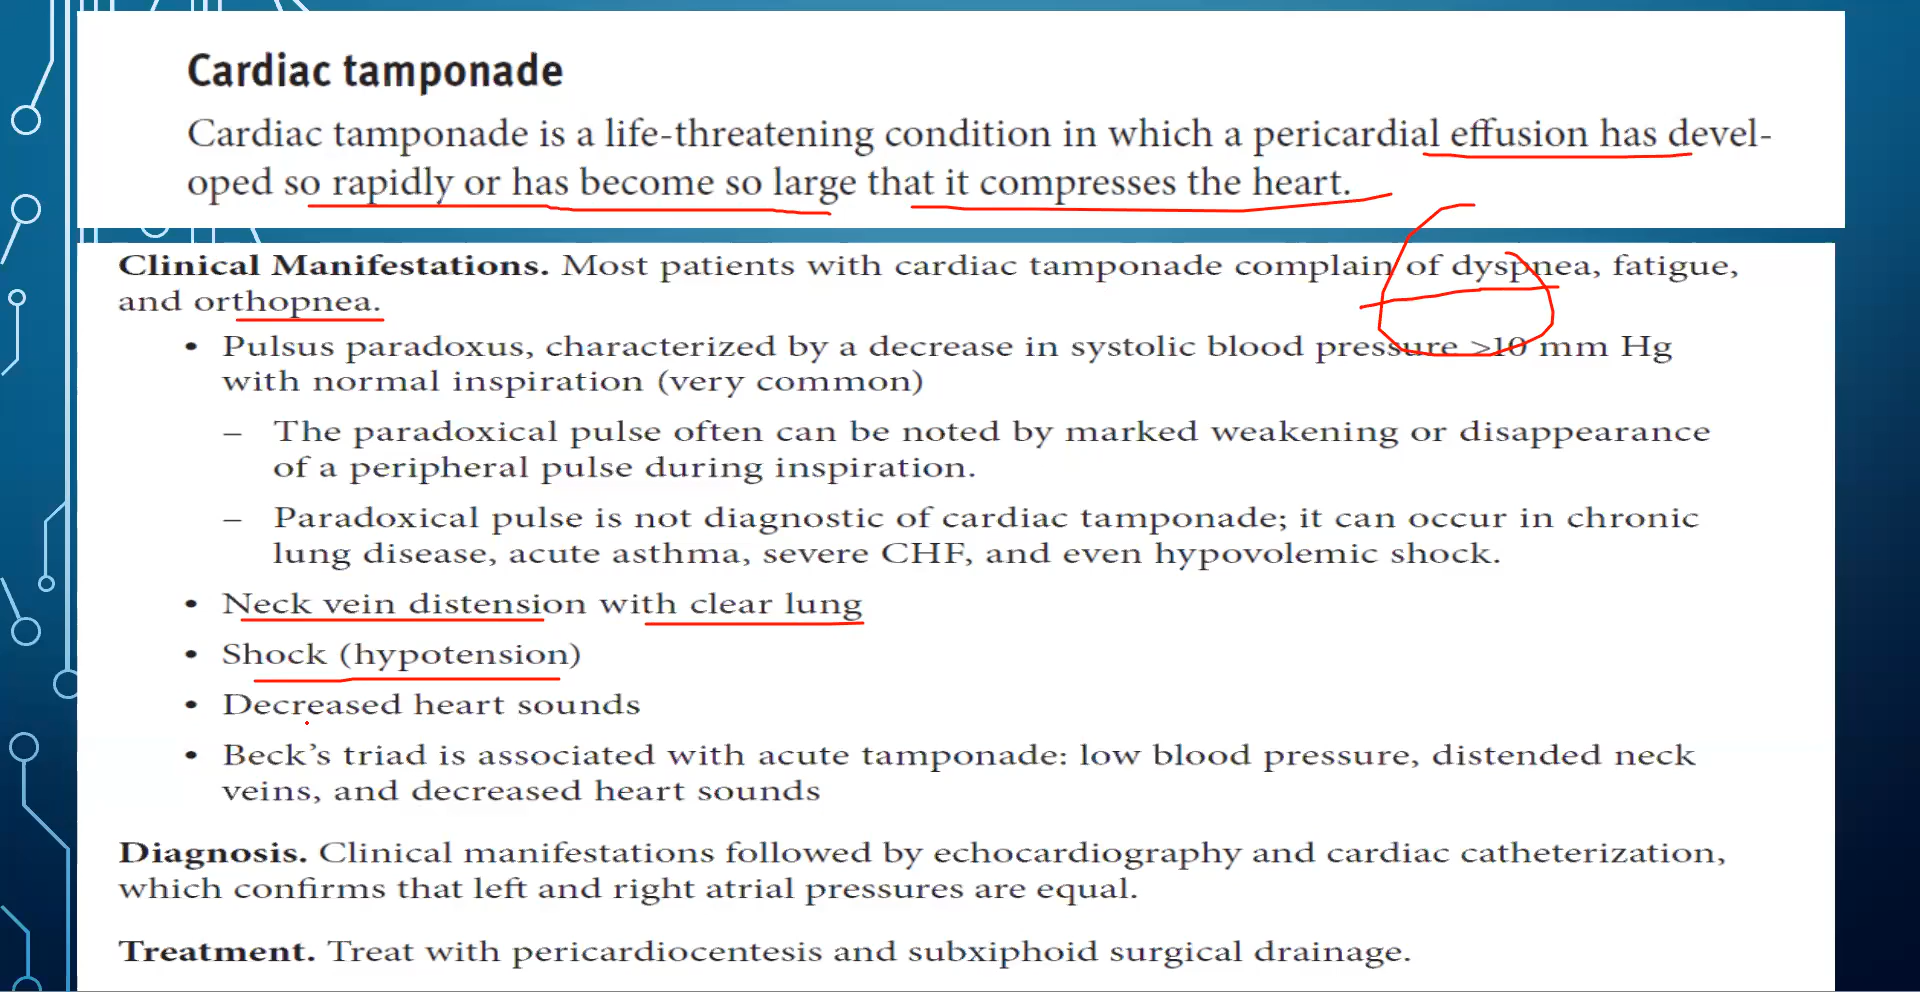 Cardiac tamponade
Cardiac tamponade is a life-threatening condition in which a pericardial effusion has devel-
oped so rapidly or has become so large that it compresses the heart.
Clinical Manifestations. Most patients with cardiac tamponade complain of dyspnea, fatigue,
and orthopnea.
• Pulsus paradoxus, characterized by a decrease in systolic blood pressure >10 mm Hg
with normal inspiration (very common)
– The paradoxical pulse often can be noted by marked weakening or disappearance
of a peripheral pulse during inspiration.
– Paradoxical pulse is not diagnostic of cardiac tamponade; it can occur in chronic
lung disease, acute asthma, severe CHF, and even hypovolemic shock.
• Neck vein distension with clear lung
• Shock (hypotension)
• Decreased heart sounds
• Beck’s triad is associated with acute tamponade: low blood pressure, distended neck
veins, and decreased heart sounds
Diagnosis. Clinical manifestations followed by echocardiography and cardiac catheterization,
which confirms that left and right atrial pressures are equal.
Treatment. Treat with pericardiocentesis and subxiphoid surgical drainage.